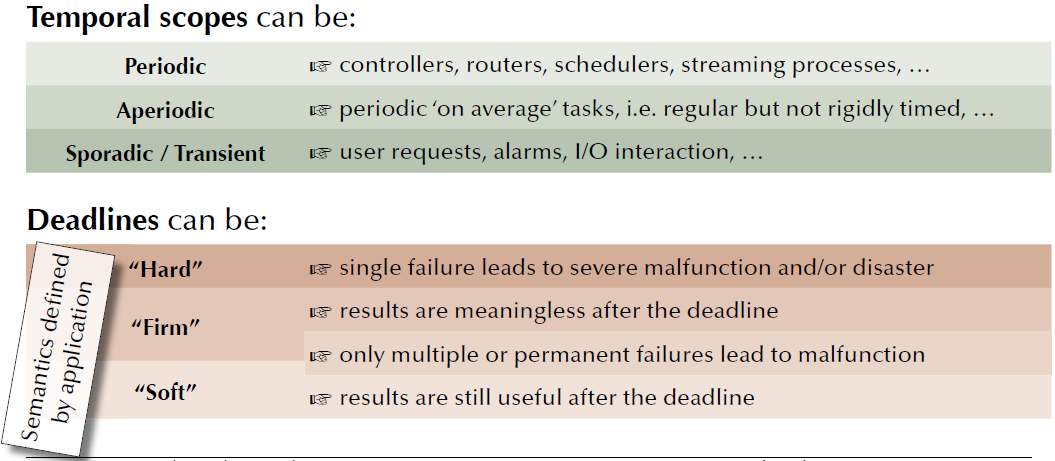 Temporal scopes can be:
Periodic ☞ controllers, routers, schedulers, streaming processes, …
Aperiodic ☞ periodic ‘on average’ tasks, i.e. regular but not rigidly timed, …
Sporadic / Transient ☞ user requests, alarms, I/O interaction, …
Deadlines can be:
Semantics defined
by application
“Hard” ☞ single failure leads to severe malfunction and/or disaster
“Firm” ☞ results are meaningless after the deadline
☞ only multiple or permanent failures lead to malfunction
“Soft” ☞ results are still useful after the deadline